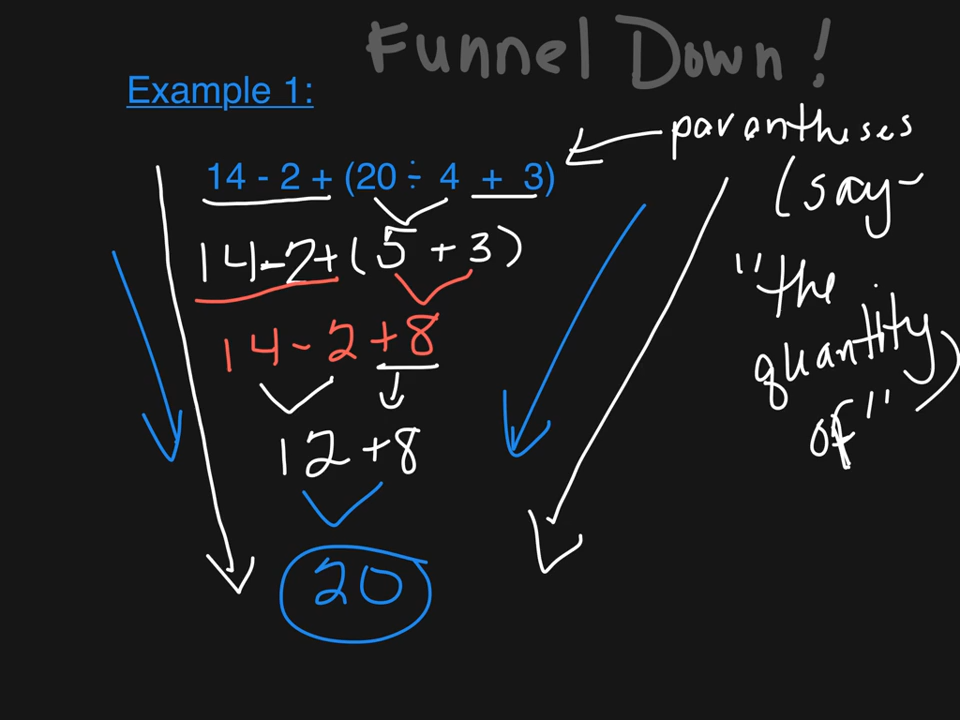 Funnel Down!
Example 1:
parantheses
14 - 2 + (20 ÷ 4 + 3)
(say-
14-2+(5+3)
"the
14-2+8
quantity
of")
12+8
20